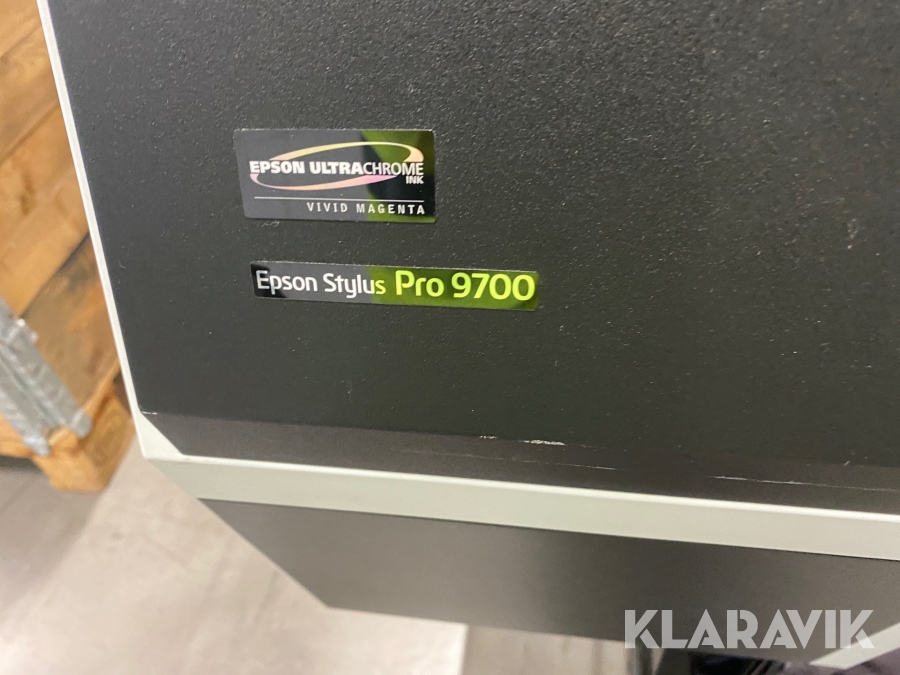 EPSON ULTRACHROME
INK
VIVID MAGENTA
Epson Stylus Pro 9700
KLARAVIK